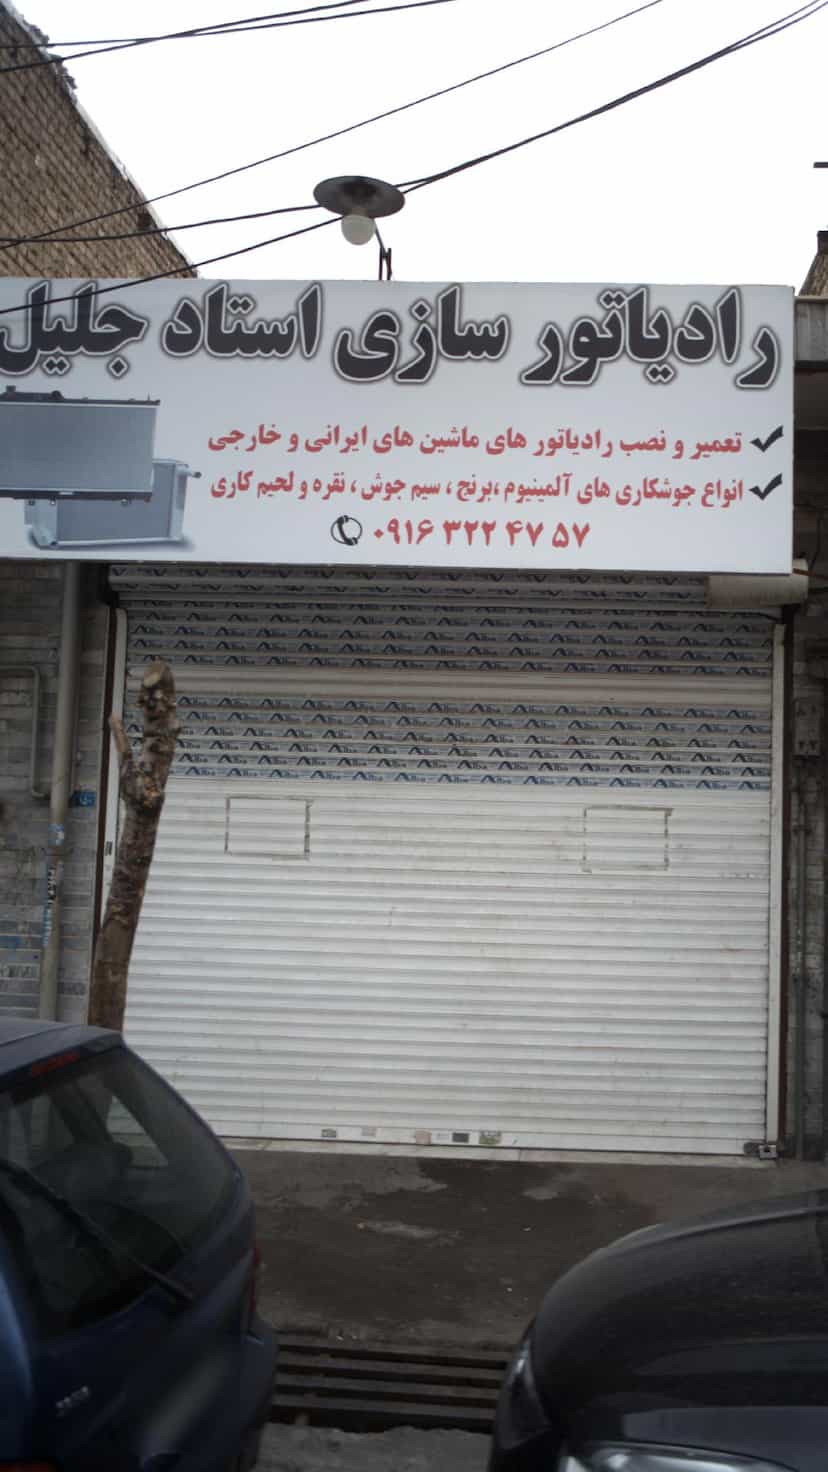 رادیاتور سازی استاد جلیل
تعمیر و نصب رادیاتور های ماشین های ایرانی و خارجی
انواع جوشکاری های آلمینیوم ،برنج ، سیم جوش ، نقره و لحیم کاری
۰۹۱۶ ۳۲۲ ۴۷ ۵۷
Alba